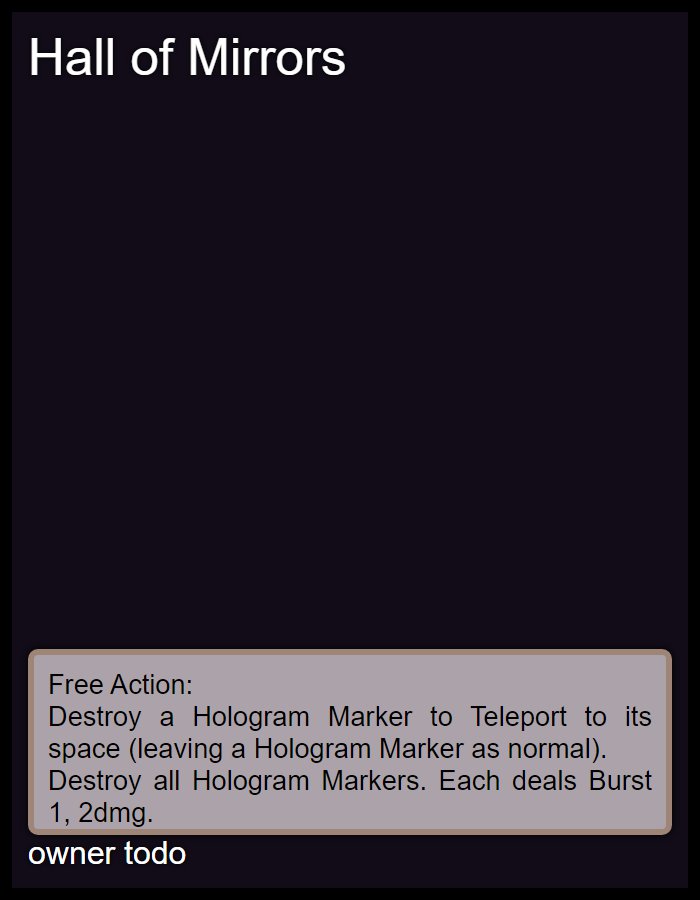 Hall of Mirrors
Free Action:
Destroy a Hologram Marker to Teleport to its
space (leaving a Hologram Marker as normal).
Destroy all Hologram Markers. Each deals Burst
1, 2dmg.
owner todo